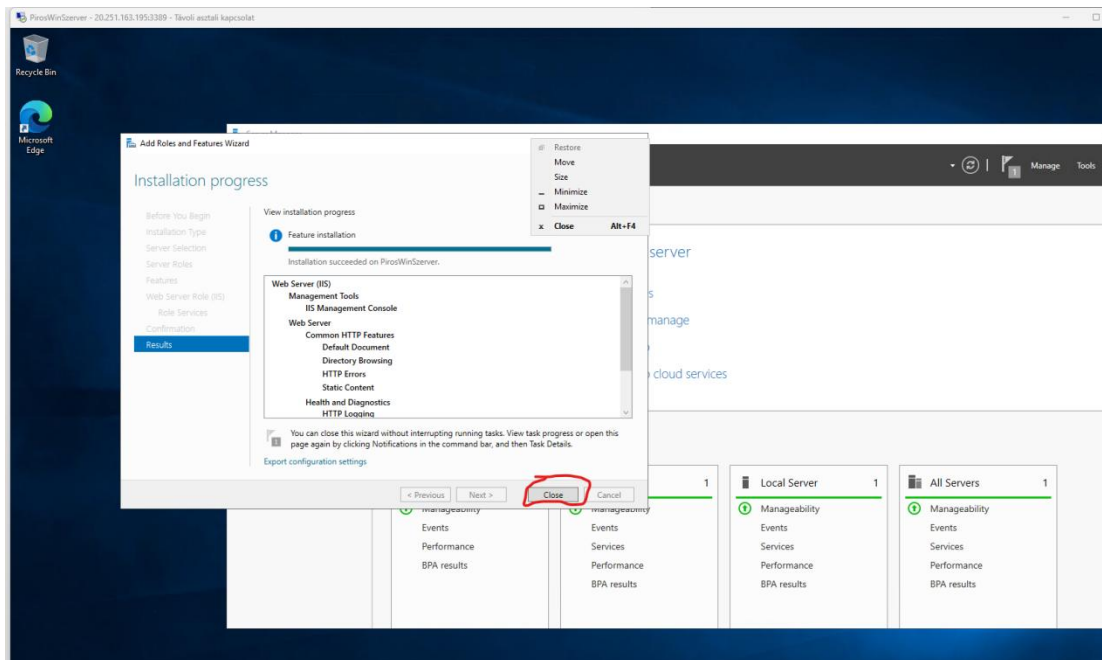 PirosWinSzerver - 20.251.163.195:3389 - Távoli asztali kapcsolat
Recycle Bin
Microsoft
Edge
Add Roles and Features Wizard
Restore
Move
Size
Minimize
Maximize
x Close Alt+F4
Manage Tools
1
Installation progress
Before You Begin
Installation Type
Server Selection
Server Roles
Features
Web Server Role (IIS)
Role Services
Confirmation
Results
View installation progress
Feature installation
Installation succeeded on PirosWinSzerver.
Web Server (IIS)
Management Tools
IIS Management Console
Web Server
Common HTTP Features
Default Document
Directory Browsing
HTTP Errors
Static Content
Health and Diagnostics
HTTP Logging
You can close this wizard without interrupting running tasks. View task progress or open this
page again by clicking Notifications in the command bar, and then Task Details.
1
Export configuration settings
< Previous Next > Close Cancel
server
s
manage
cloud services
Manageability
Events
Performance
BPA results
1
Manageability
Events
Services
Performance
BPA results
Local Server 1
Manageability
Events
Services
Performance
BPA results
All Servers 1
Manageability
Events
Services
Performance
BPA results